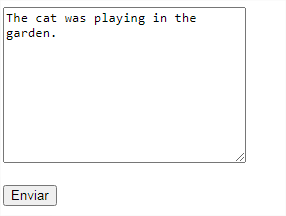 The cat was playing in the
garden.
Enviar